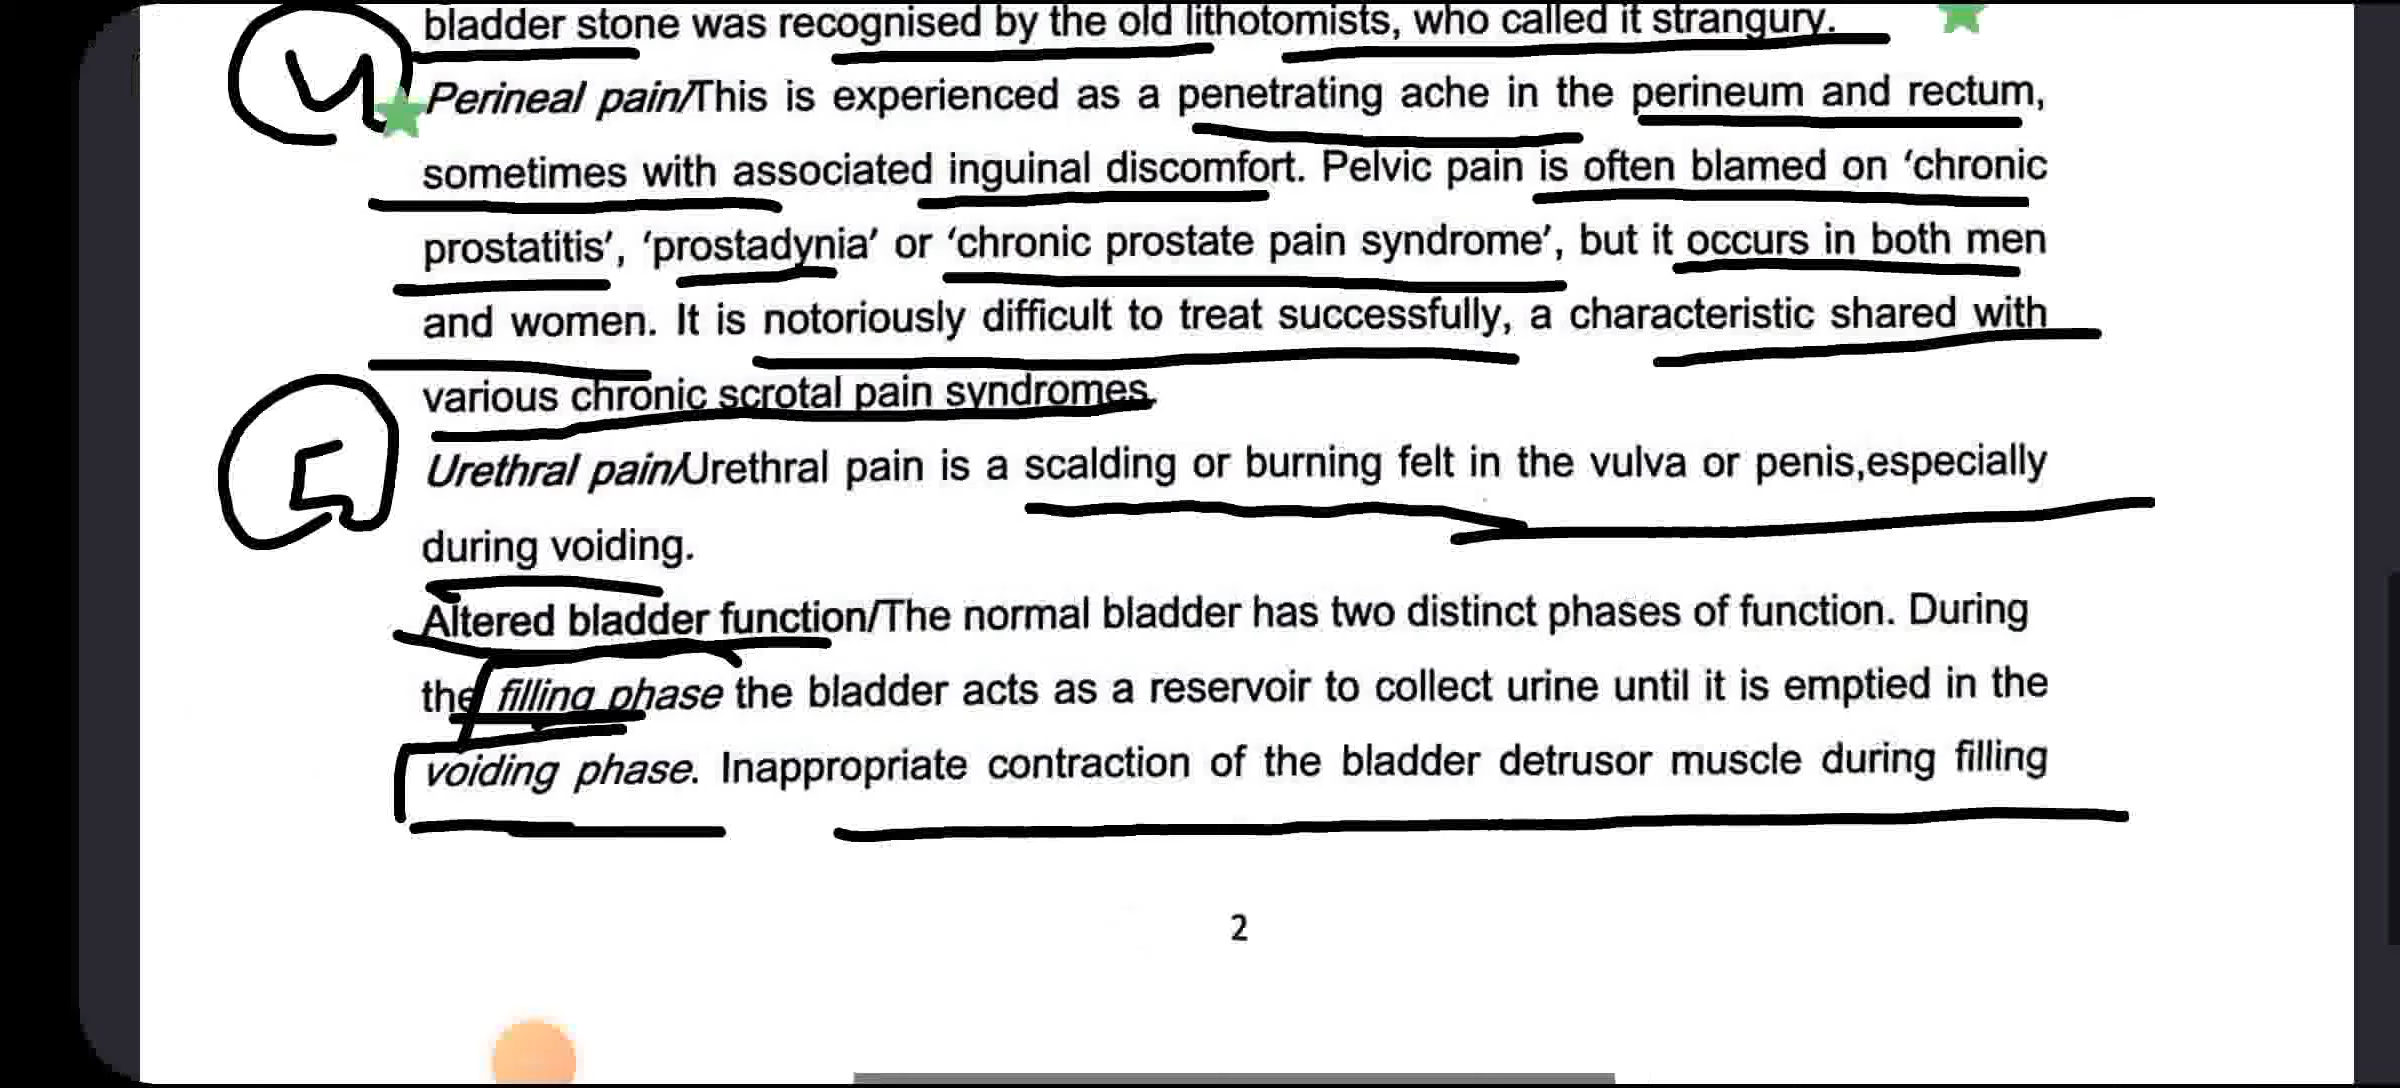 bladder stone was recognised by the old lithotomists, who called it strangury.
4
Perineal pain/This is experienced as a penetrating ache in the perineum and rectum,
sometimes with associated inguinal discomfort. Pelvic pain is often blamed on ‘chronic
prostatitis’, ‘prostadynia’ or ‘chronic prostate pain syndrome’, but it occurs in both men
and women. It is notoriously difficult to treat successfully, a characteristic shared with
various chronic scrotal pain syndromes.
5
Urethral pain/Urethral pain is a scalding or burning felt in the vulva or penis,especially
during voiding.
Altered bladder function/The normal bladder has two distinct phases of function. During
the filling phase the bladder acts as a reservoir to collect urine until it is emptied in the
voiding phase. Inappropriate contraction of the bladder detrusor muscle during filling
2